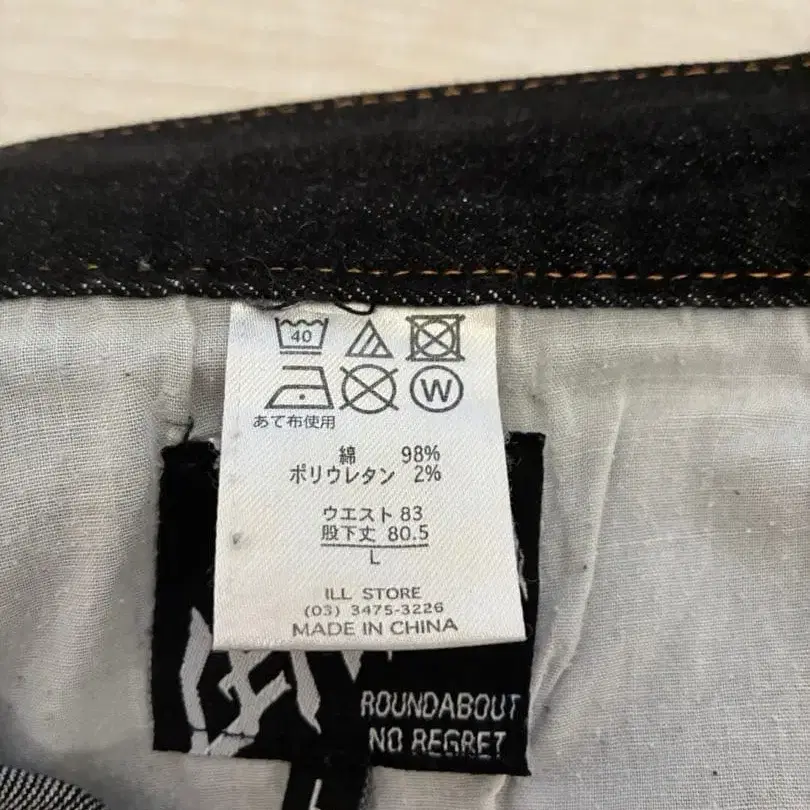 40
W
あて布使用
綿 98%
ポリウレタン 2%
ウエスト 83
股下丈 80.5
L
ILL STORE
(03) 3475-3226
MADE IN CHINA
ROUNDABOUT
NO REGRET